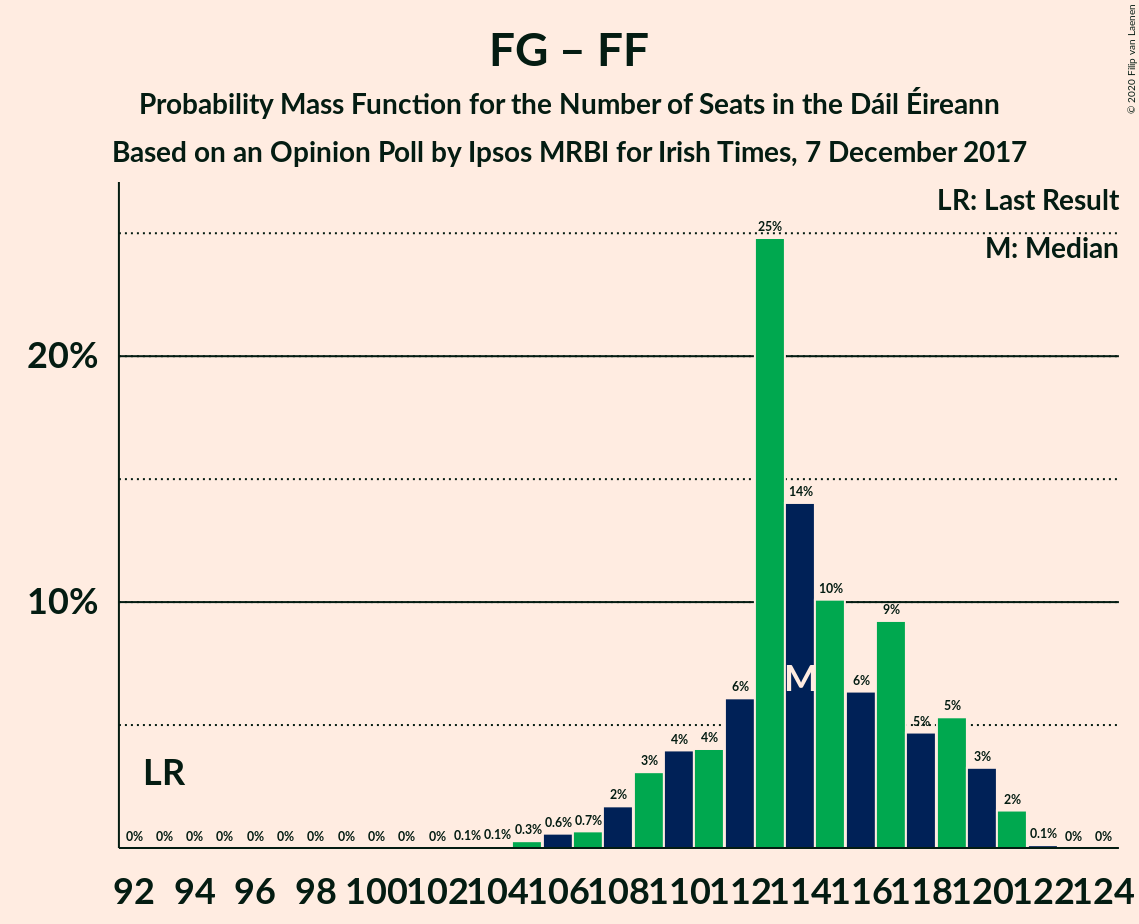 FG – FF
Probability Mass Function for the Number of Seats in the Dáil Éireann
Based on an Opinion Poll by Ipsos MRBI for Irish Times, 7 December 2017
© 2020 Filip van Laenen
LR: Last Result
M: Median
25%
20%
14%
10%
10%
9%
6%
6%
M
5%
5%
4%
4%
3%
3%
LR
2%
2%
0% 0% 0% 0% 0% 0% 0% 0% 0% 0% 0% 0.1% 0.1% 0.3% 0.6% 0.7% 0.1% 0% 0%
92 94 96 98 100 102 104 106 108 110 112 114 116 118 120 122 124